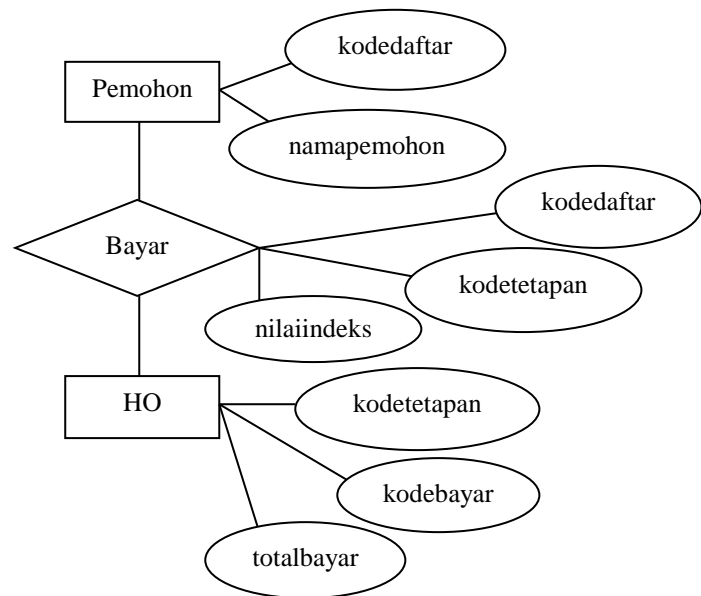 kodedaftar
Pemohon
namapemohon
kodedaftar
Bayar
kodetetapan
nilaiindeks
HO
kodetetapan
kodebayar
totalbayar